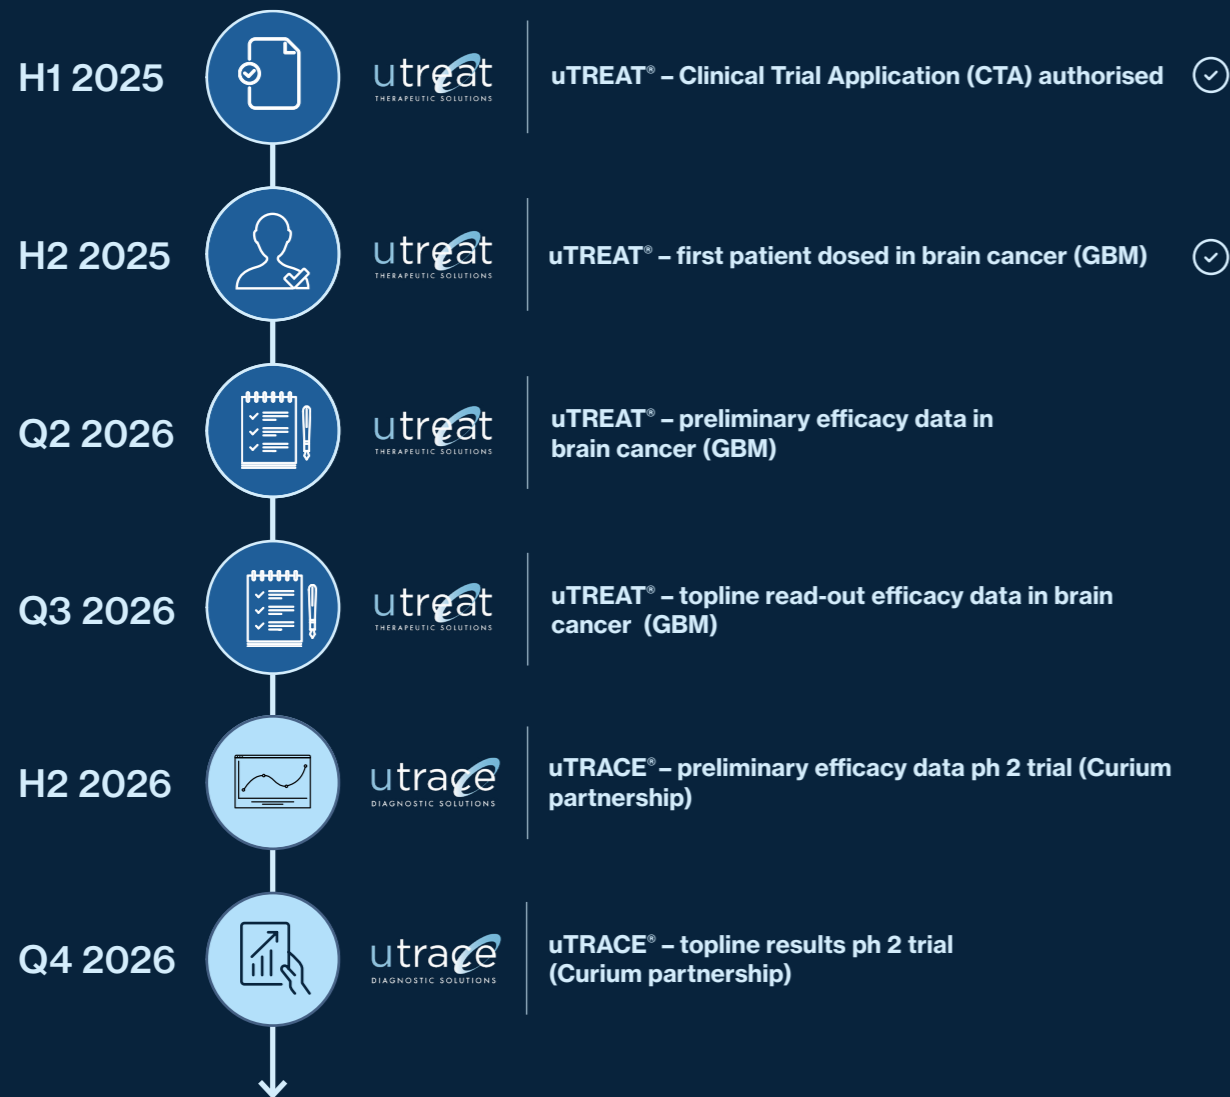 H1 2025
utreat
THERAPEUTIC SOLUTIONS
uTREAT® – Clinical Trial Application (CTA) authorised
H2 2025
utreat
THERAPEUTIC SOLUTIONS
uTREAT® – first patient dosed in brain cancer (GBM)
Q2 2026
utreat
THERAPEUTIC SOLUTIONS
uTREAT® – preliminary efficacy data in
brain cancer (GBM)
Q3 2026
utreat
THERAPEUTIC SOLUTIONS
uTREAT® – topline read-out efficacy data in brain
cancer (GBM)
H2 2026
utrace
DIAGNOSTIC SOLUTIONS
uTRACE® – preliminary efficacy data ph 2 trial (Curium
partnership)
Q4 2026
utrace
DIAGNOSTIC SOLUTIONS
uTRACE® – topline results ph 2 trial
(Curium partnership)